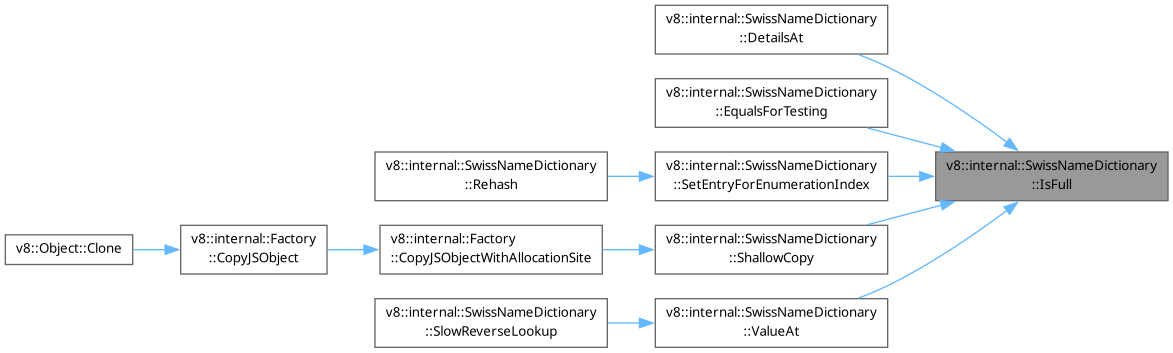 v8::internal::SwissNameDictionary
::DetailsAt
v8::internal::SwissNameDictionary
::EqualsForTesting
v8::internal::SwissNameDictionary
::IsFull
v8::internal::SwissNameDictionary
::Rehash
v8::internal::SwissNameDictionary
::SetEntryForEnumerationIndex
v8::Object::Clone
v8::internal::Factory
::CopyJSObject
v8::internal::Factory
::CopyJSObjectWithAllocationSite
v8::internal::SwissNameDictionary
::ShallowCopy
v8::internal::SwissNameDictionary
::SlowReverseLookup
v8::internal::SwissNameDictionary
::ValueAt